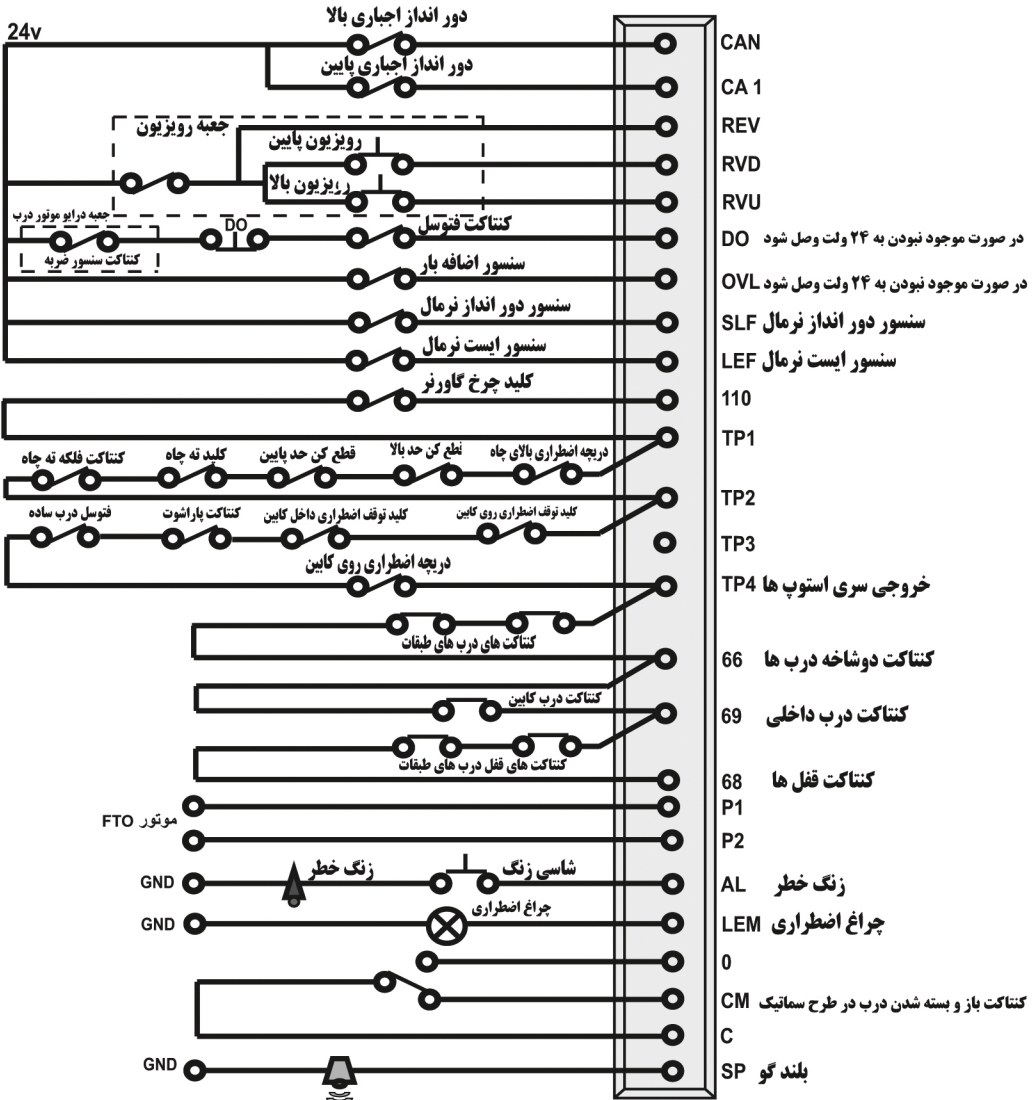 دور انداز اجباری بالا
24v
CAN
دور انداز اجباری پایین
CA 1
جعبه رویزیون
REV
رویزیون پایین
RVD
رویزیون بالا
RVU
جعبه درایو موتور درب
DO
کنتاکت فتوسل
DO در صورت موجود نبودن به ۲۴ ولت وصل شود
کنتاکت سنسور ضربه
سنسور اضافه بار
OVL در صورت موجود نبودن به ۲۴ ولت وصل شود
سنسور دور انداز نرمال
SLF سنسور دور انداز نرمال
سنسور ایست نرمال
LEF سنسور ایست نرمال
کلید چرخ گاورنر
110
TP1
دریچه اضطراری بالای چاه
قطع کن حد بالا
قطع کن حد پایین
کلید ته چاه
کنتاکت فلکه ته چاه
TP2
کلید توقف اضطراری روی کابین
کلید توقف اضطراری داخل کابین
کنتاکت پاراشوت
فتوسل درب ساده
TP3
دریچه اضطراری روی کابین
TP4 خروجی سری استوپ ها
کنتاکت های درب های طبقات
66 کنتاکت دوشاخه درب ها
کنتاکت درب کابین
69 کنتاکت درب داخلی
کنتاکت های قفل درب های طبقات
68 کنتاکت قفل ها
P1
موتور FTO
P2
شاسی زنگ
زنگ خطر
GND
AL زنگ خطر
چراغ اضطراری
GND
LEM چراغ اضطراری
0
CM کنتاکت باز و بسته شدن درب در طرح سماتیک
C
GND
SP بلند گو